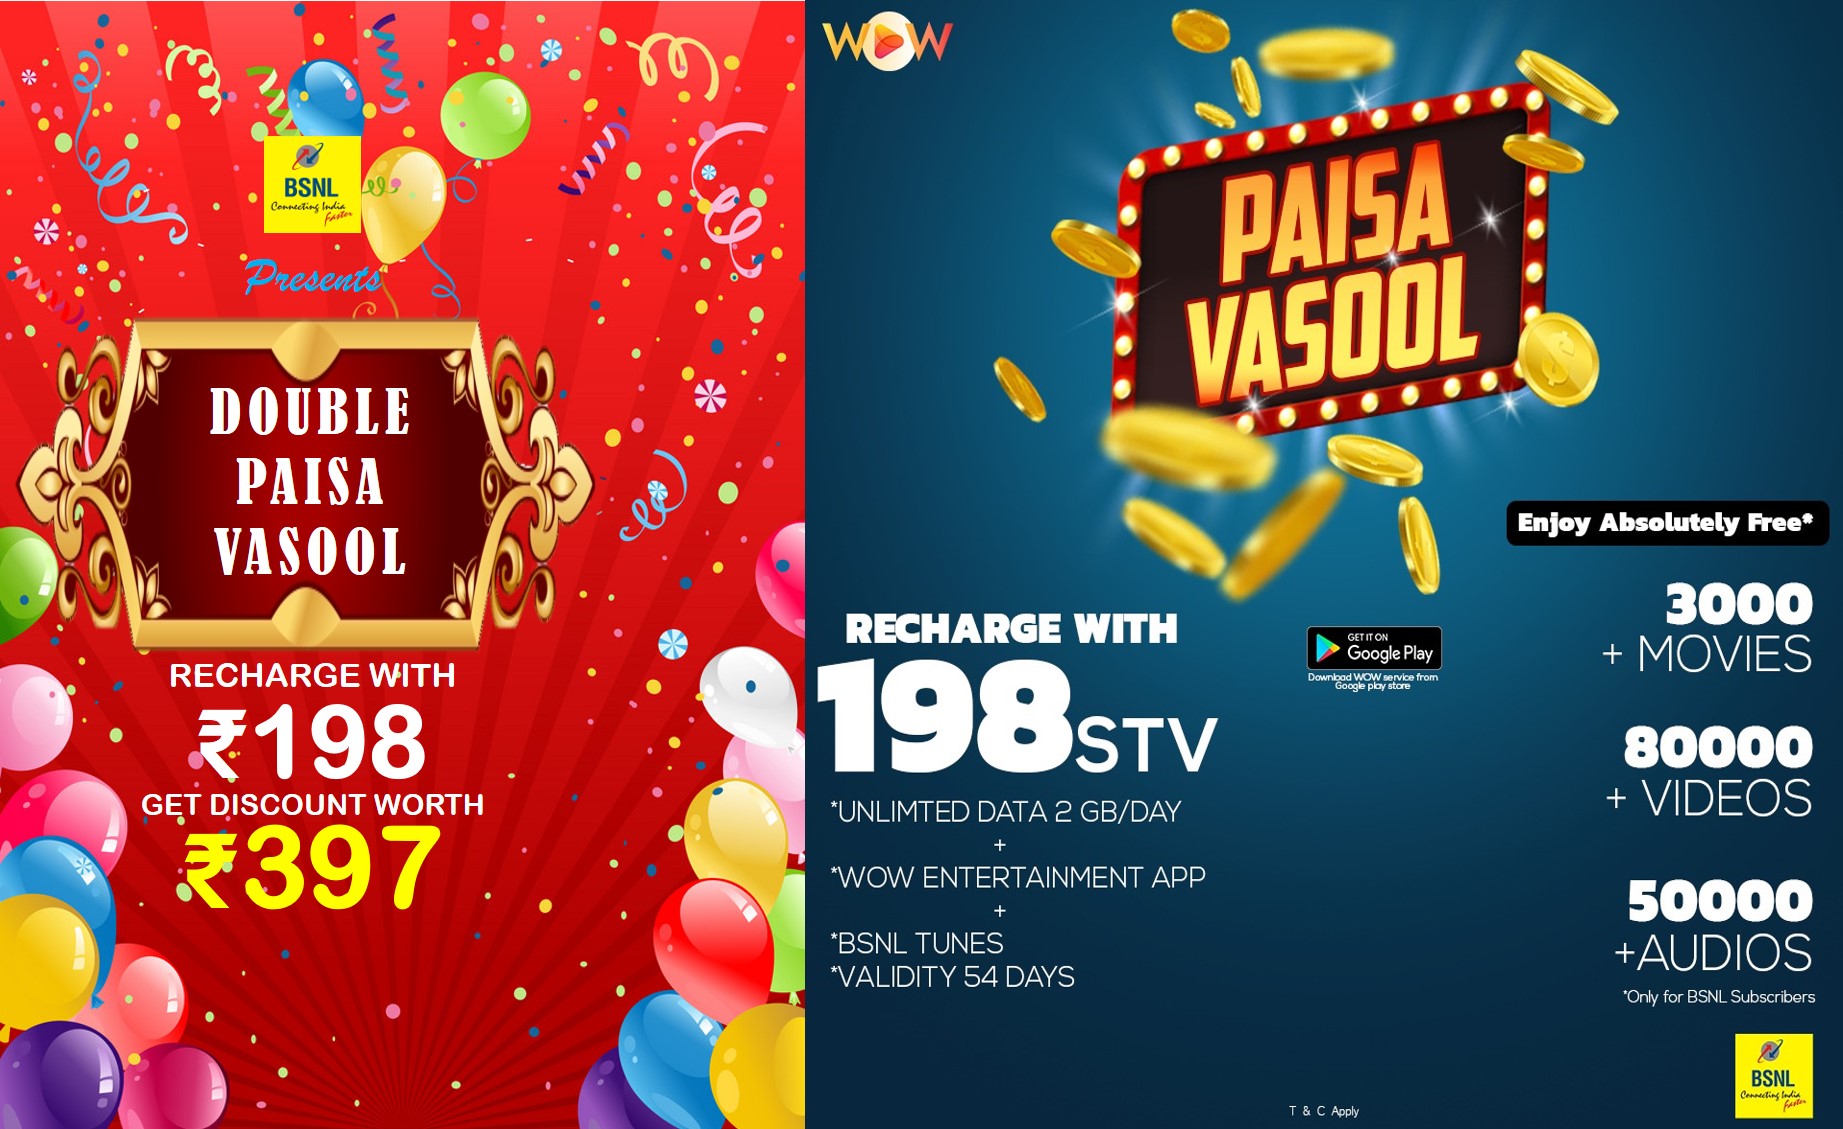 BSNL
Connecting India
faster
Presents
DOUBLE
PAISA
VASOOL
RECHARGE WITH
₹198
GET DISCOUNT WORTH
₹397
WOW
PAISA
VASOOL
Enjoy Absolutely Free*
RECHARGE WITH
198STV
*UNLIMTED DATA 2 GB/DAY
+
*WOW ENTERTAINMENT APP
+
*BSNL TUNES
*VALIDITY 54 DAYS
GET IT ON
Google Play
Download WOW service from
Google play store
3000
+ MOVIES
80000
+ VIDEOS
50000
+AUDIOS
*Only for BSNL Subscribers
BSNL
Connecting India
faster
T & C Apply